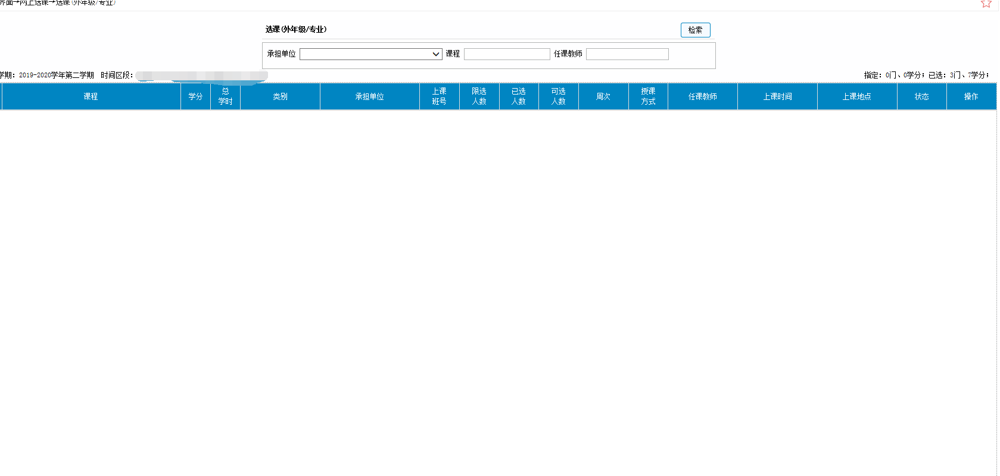 界面→网上选课→选课(外年级/专业)
选课(外年级/专业)
检索
承担单位 课程 任课教师
学期：2019-2020学年第二学期 时间区段：
指定：0门、0学分；已选：3门、7学分；
课程 学分 总学时 类别 承担单位 上课班号 限选人数 已选人数 可选人数 周次 授课方式 任课教师 上课时间 上课地点 状态 操作